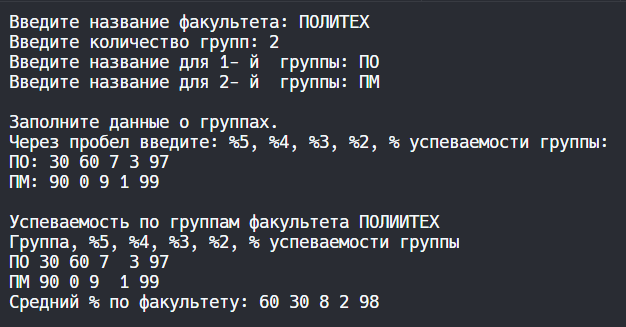 Введите название факультета: ПОЛИТЕХ
Введите количество групп: 2
Введите название для 1- й  группы: ПО
Введите название для 2- й  группы: ПМ
Заполните данные о группах.
Через пробел введите: %5, %4, %3, %2, % успеваемости группы:
ПО: 30 60 7 3 97
ПМ: 90 0 9 1 99
Успеваемость по группам факультета ПОЛИИТЕХ
Группа, %5, %4, %3, %2, % успеваемости группы
ПО 30 60 7  3 97
ПМ 90 0 9  1 99
Средний % по факультету: 60 30 8 2 98